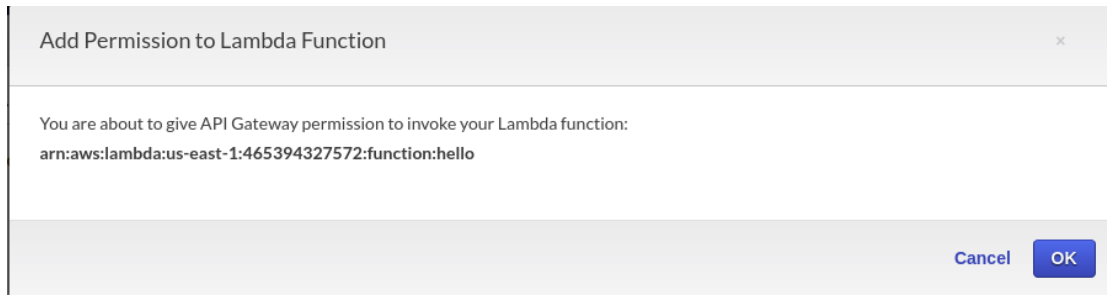 Add Permission to Lambda Function
×
You are about to give API Gateway permission to invoke your Lambda function:
arn:aws:lambda:us-east-1:465394327572:function:hello
Cancel OK